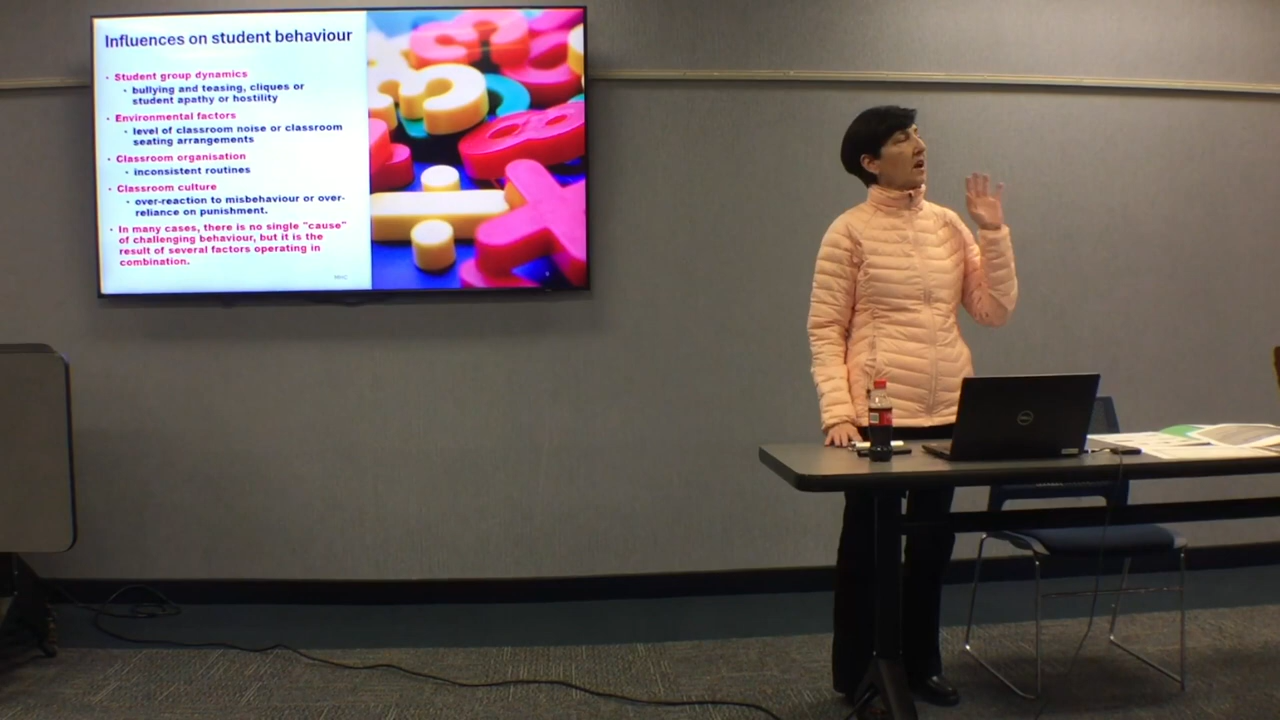 Influences on student behaviour
• Student group dynamics
• bullying and teasing, cliques or
student apathy or hostility
• Environmental factors
• level of classroom noise or classroom
seating arrangements
• Classroom organisation
• inconsistent routines
• Classroom culture
• over-reaction to misbehaviour or over-
reliance on punishment.
• In many cases, there is no single "cause"
of challenging behaviour, but it is the
result of several factors operating in
combination.
DELL